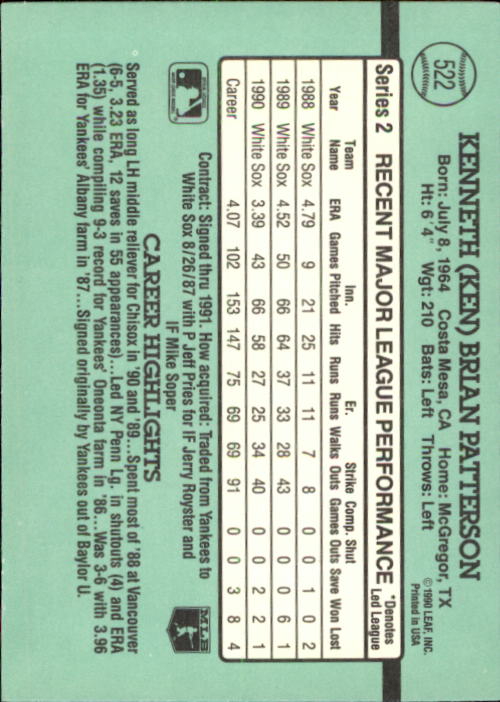 522
KENNETH (KEN) BRIAN PATTERSON
Born: July 8, 1964 Costa Mesa, CA Home: McGregor, TX
Ht: 6'4" Wgt: 210 Bats: Left Throws: Left
©1990 LEAF, INC.
Printed in USA
Series 2 RECENT MAJOR LEAGUE PERFORMANCE *Denotes Led League
Team Inn. Er. Strike Comp. Shut
Year Name ERA Games Pitched Hits Runs Runs Walks Outs Games Outs Save Won Lost
1988 White Sox 4.79 9 21 25 11 11 7 8 0 0 1 0 2
1989 White Sox 4.52 50 66 64 37 33 28 43 0 0 0 6 1
1990 White Sox 3.39 43 66 58 27 25 34 40 0 0 2 2 1
Career 4.07 102 153 147 75 69 69 91 0 0 3 8 4
Contract: Signed thru 1991. How acquired: Traded from Yankees to
White Sox 8/26/87 with P Jeff Pries for IF Jerry Royster and
IF Mike Soper
MLB
CAREER HIGHLIGHTS
Served as long LH middle reliever for Chisox in '90 and '89...Spent most of '88 at Vancouver
(6-5, 3.23 ERA, 12 saves in 55 appearances)...Led NY Penn Lg. in shutouts (4) and ERA
(1.35) while compiling 9-3 record for Yankees' Oneonta farm in '86...Was 3-6 with 3.96
ERA for Yankees' Albany farm in '87...Signed originally by Yankees out of Baylor U.